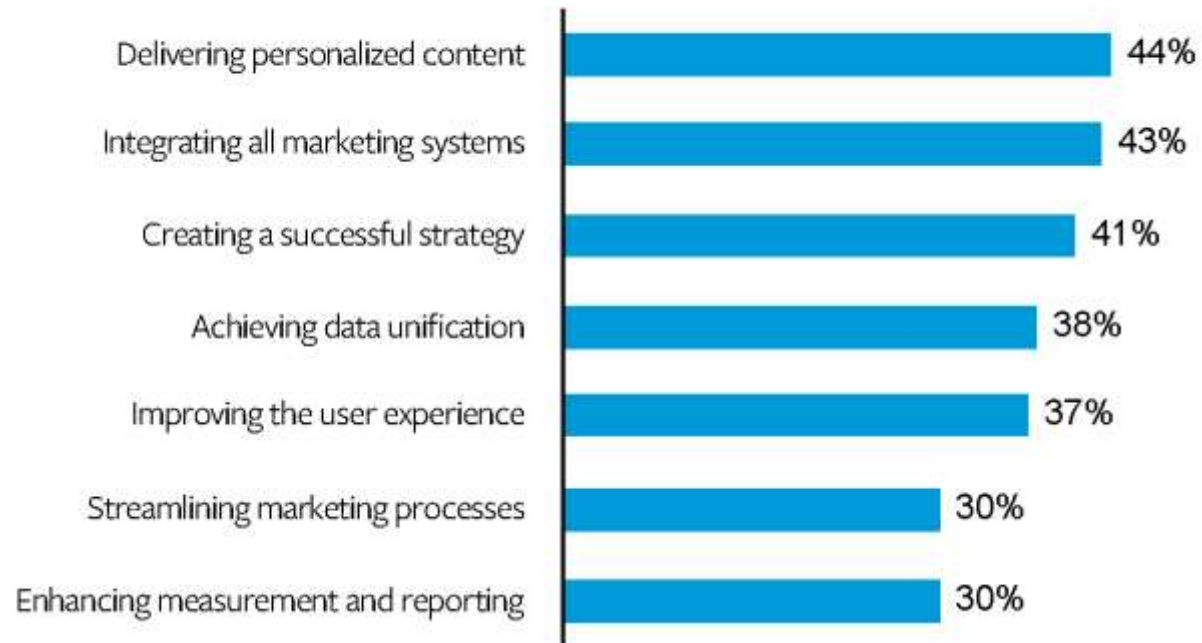 Delivering personalized content 44%
Integrating all marketing systems 43%
Creating a successful strategy 41%
Achieving data unification 38%
Improving the user experience 37%
Streamlining marketing processes 30%
Enhancing measurement and reporting 30%